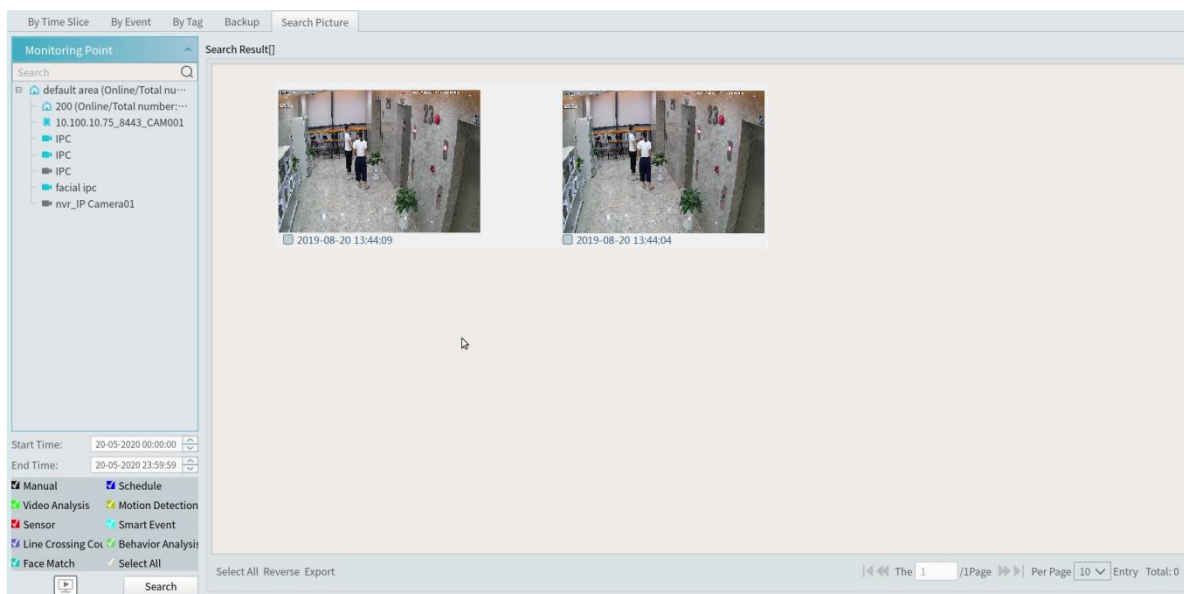 By Time Slice By Event By Tag Backup Search Picture
Monitoring Point
Search
default area (Online/Total nu···
200 (Online/Total number:···
10.100.10.75_8443_CAM001
IPC
IPC
IPC
facial ipc
nvr_IP Camera01
Start Time: 20-05-2020 00:00:00
End Time: 20-05-2020 23:59:59
Manual Schedule
Video Analysis Motion Detection
Sensor Smart Event
Line Crossing Cou Behavior Analysis
Face Match Select All
Search
Search Result[]
23
23
2019-08-20 13:44:09 2019-08-20 13:44:04
Select All Reverse Export The 1 /1Page Per Page 10 Entry Total: 0